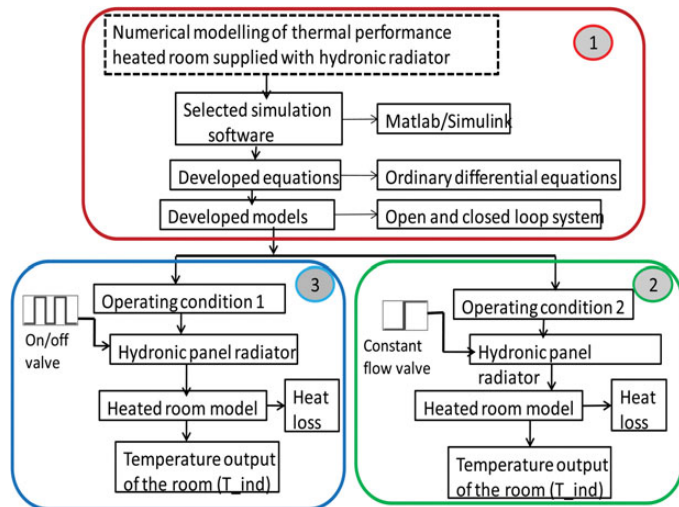 Numerical modelling of thermal performance
heated room supplied with hydronic radiator
1
Selected simulation
software
Matlab/Simulink
Developed equations
Ordinary differential equations
Developed models
Open and closed loop system
3
Operating condition 1
On/off
valve
Hydronic panel radiator
Heated room model
Heat
loss
Temperature output
of the room (T_ind)
2
Operating condition 2
Constant
flow valve
Hydronic panel
radiator
Heated room model
Heat
loss
Temperature output
of the room (T_ind)